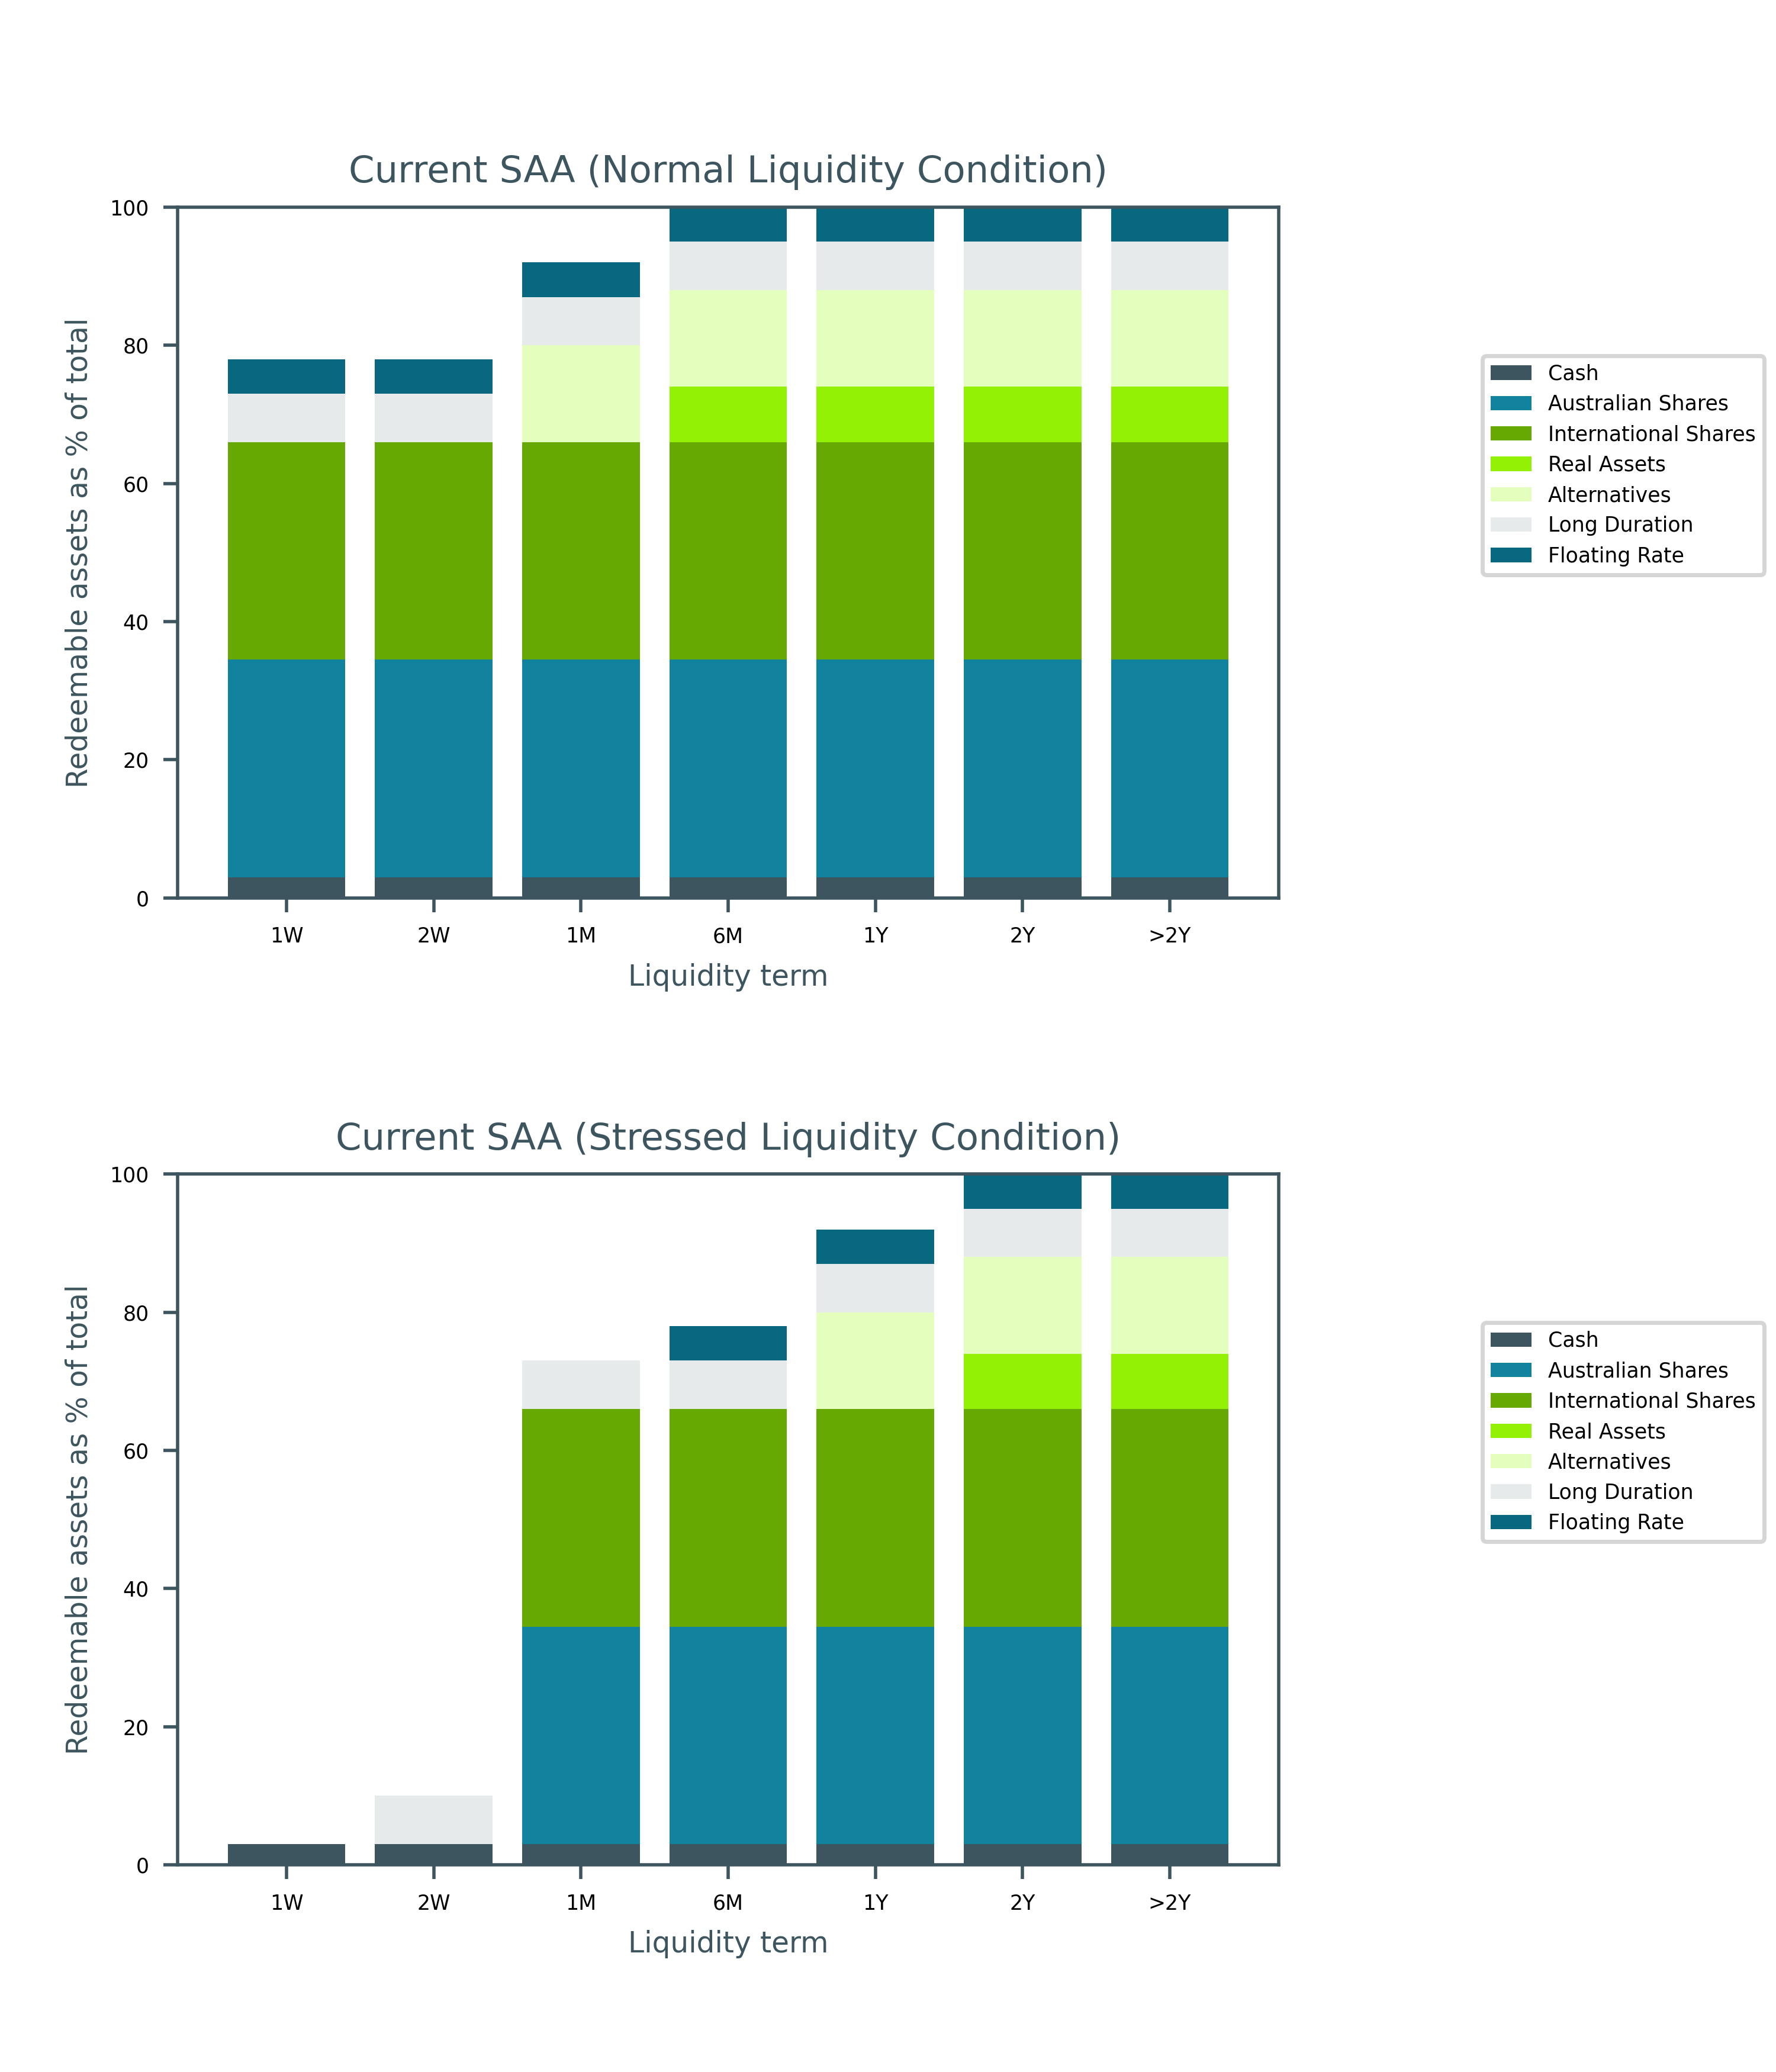 Current SAA (Normal Liquidity Condition)
Redeemable assets as % of total
100
80
60
40
20
0
1W 2W 1M 6M 1Y 2Y >2Y
Liquidity term
Cash
Australian Shares
International Shares
Real Assets
Alternatives
Long Duration
Floating Rate
Current SAA (Stressed Liquidity Condition)
Redeemable assets as % of total
100
80
60
40
20
0
1W 2W 1M 6M 1Y 2Y >2Y
Liquidity term
Cash
Australian Shares
International Shares
Real Assets
Alternatives
Long Duration
Floating Rate